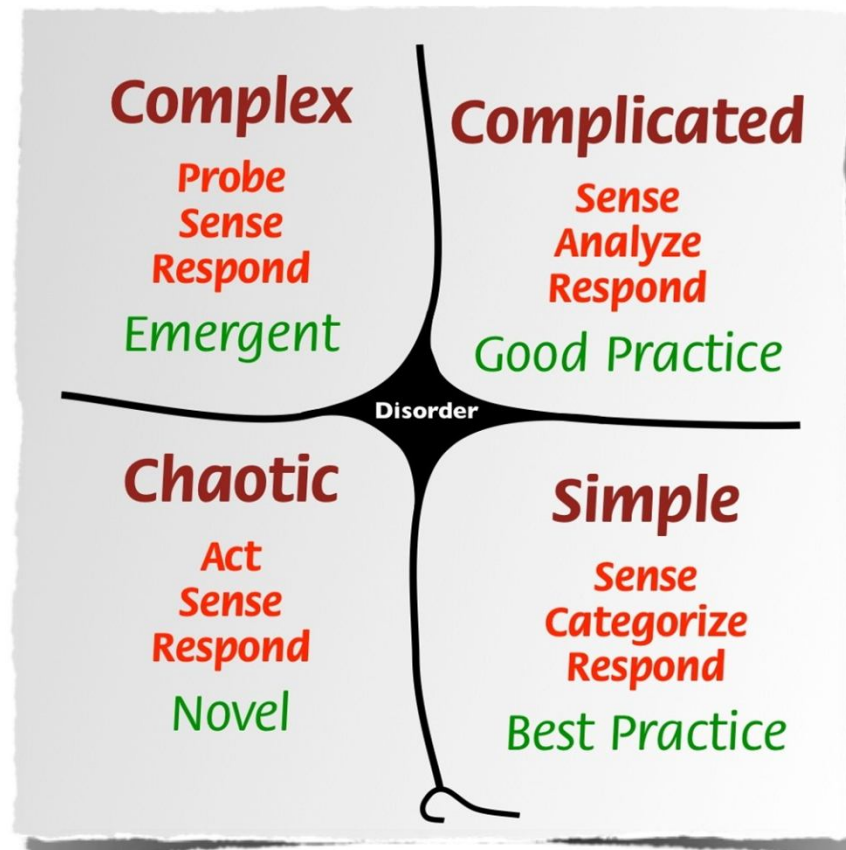 Complex
Probe
Sense
Respond
Emergent
Complicated
Sense
Analyze
Respond
Good Practice
Disorder
Chaotic
Act
Sense
Respond
Novel
Simple
Sense
Categorize
Respond
Best Practice